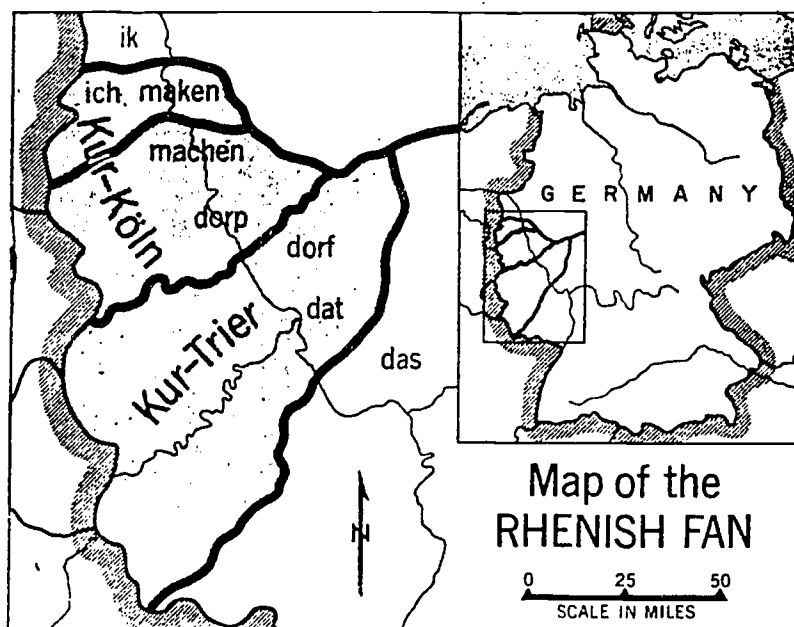 ik
ich maken
machen
Kur-Köln
dorp
dorf
dat
Kur-Trier
das
GERMANY
N
Map of the
RHENISH FAN
0 25 50
SCALE IN MILES